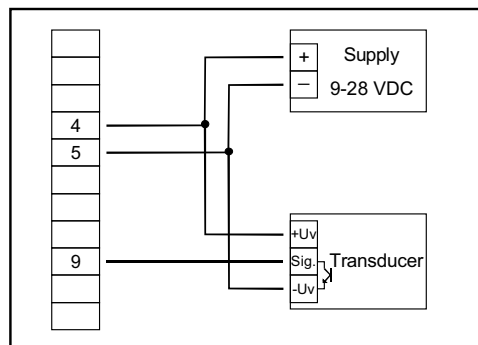 + Supply
− 9-28 VDC
4
5
+Uv
9 Sig. Transducer
-Uv